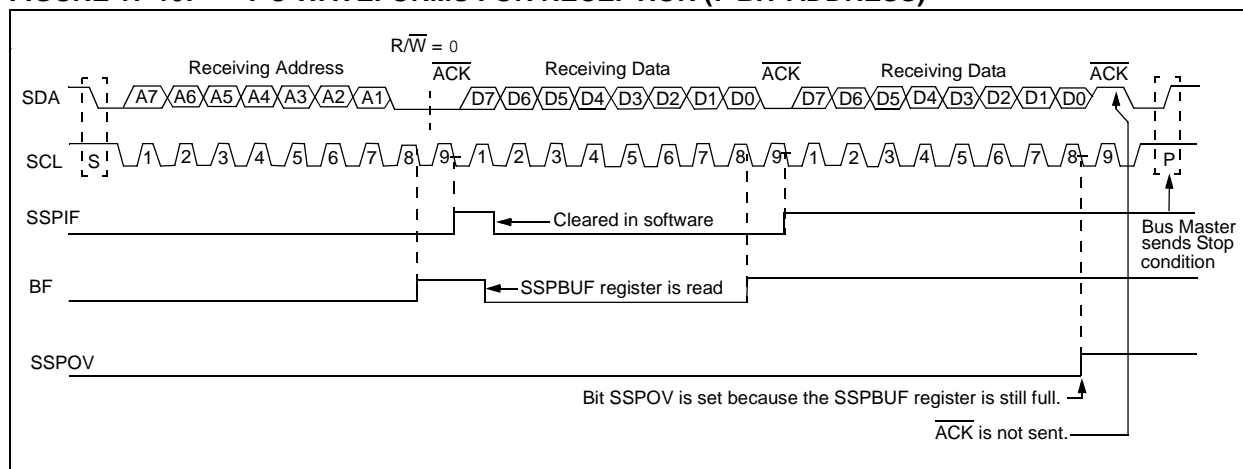 R/W = 0
Receiving Address ACK Receiving Data ACK Receiving Data ACK
SDA A7 A6 A5 A4 A3 A2 A1 D7 D6 D5 D4 D3 D2 D1 D0 D7 D6 D5 D4 D3 D2 D1 D0
SCL S 1 2 3 4 5 6 7 8 9 1 2 3 4 5 6 7 8 9 1 2 3 4 5 6 7 8 9 P
SSPIF
Cleared in software
Bus Master
sends Stop
condition
BF
SSPBUF register is read
SSPOV
Bit SSPOV is set because the SSPBUF register is still full.
ACK is not sent.